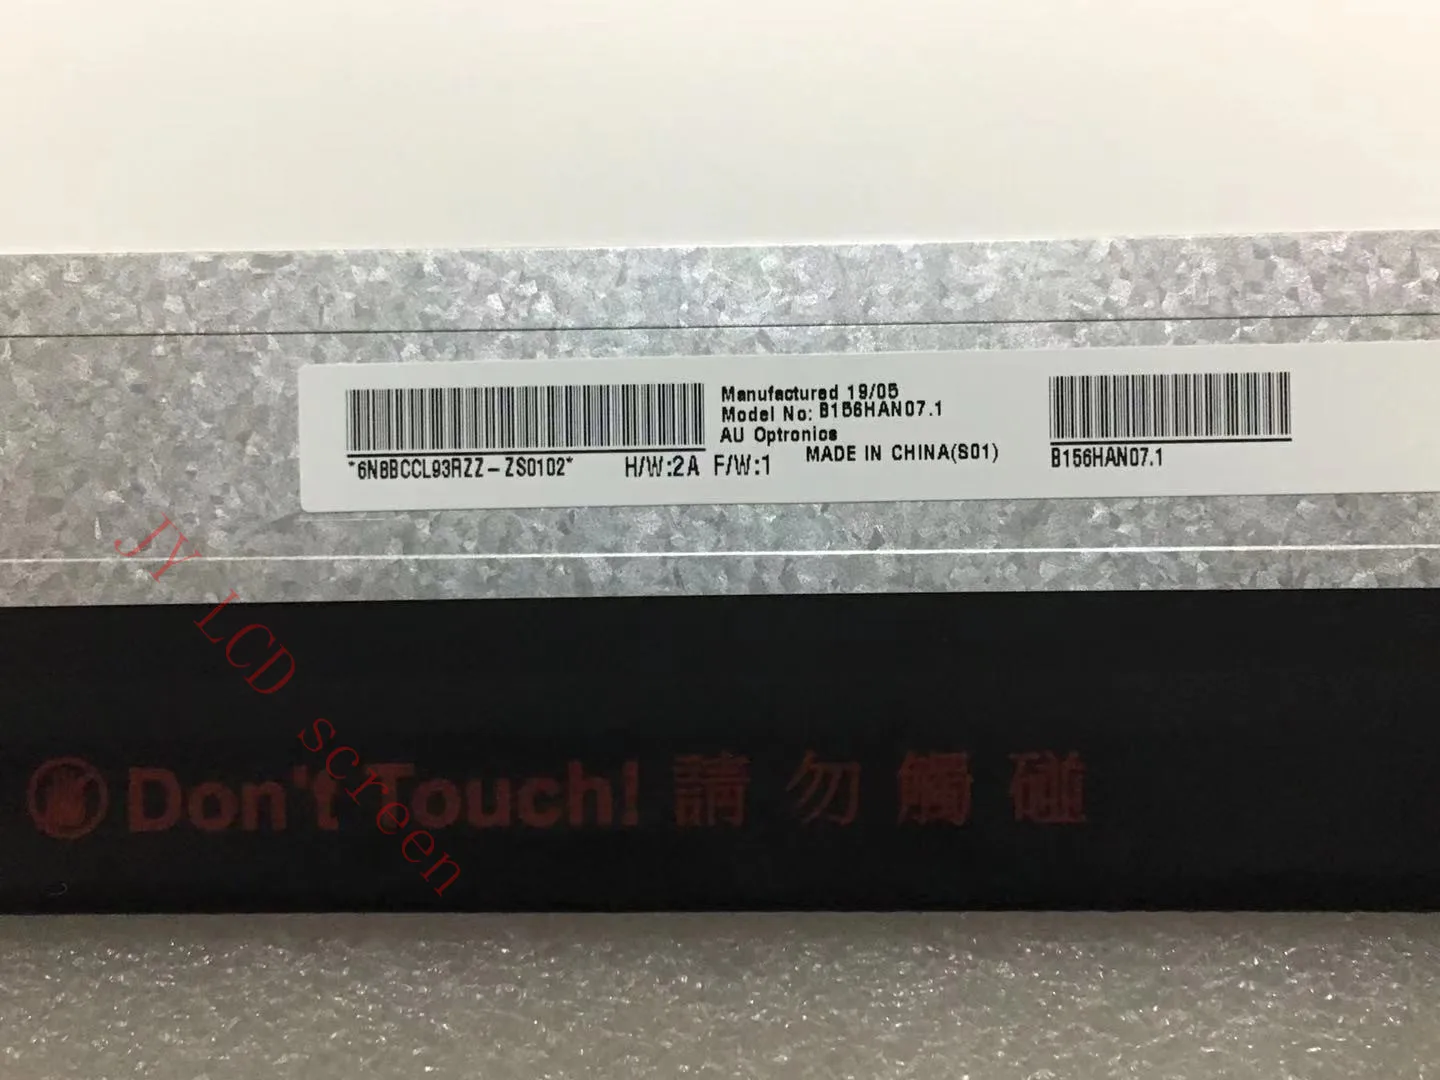 Manufactured 19/05
Model No: B156HAN07.1
AU Optronics
MADE IN CHINA(S01)
*6N8BCCL93RZZ-ZS0102*
H/W:2A F/W:1
B156HAN07.1
JY LCD screen
Don't Touch! 請勿觸碰